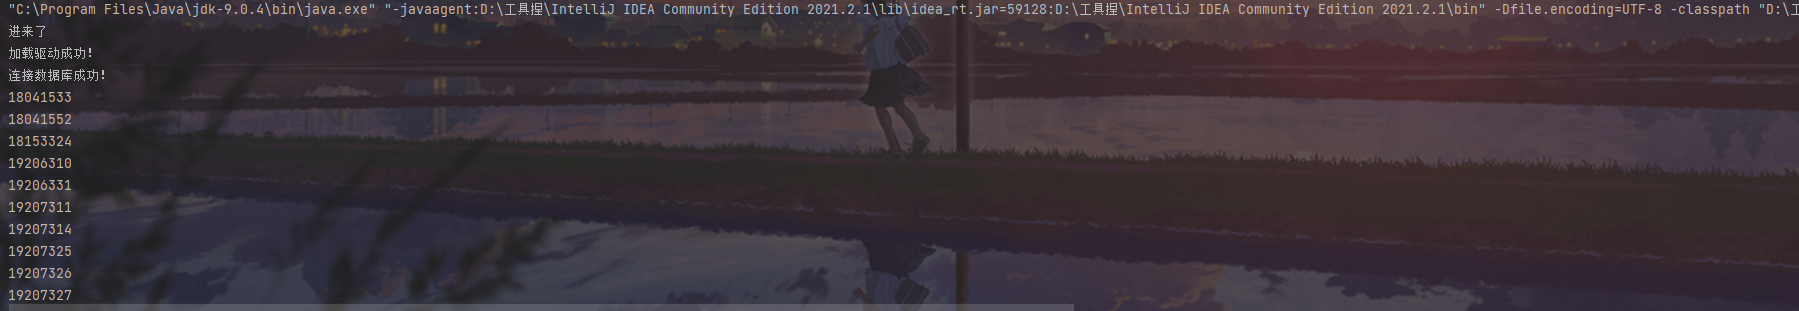 "C:\Program Files\Java\jdk-9.0.4\bin\java.exe" "-javaagent:D:\工具捏\IntelliJ IDEA Community Edition 2021.2.1\lib\idea_rt.jar=59128:D:\工具捏\IntelliJ IDEA Community Edition 2021.2.1\bin" -Dfile.encoding=UTF-8 -classpath "D:\工
进来了
加载驱动成功!
连接数据库成功!
18041533
18041552
18153324
19206310
19206331
19207311
19207314
19207325
19207326
19207327